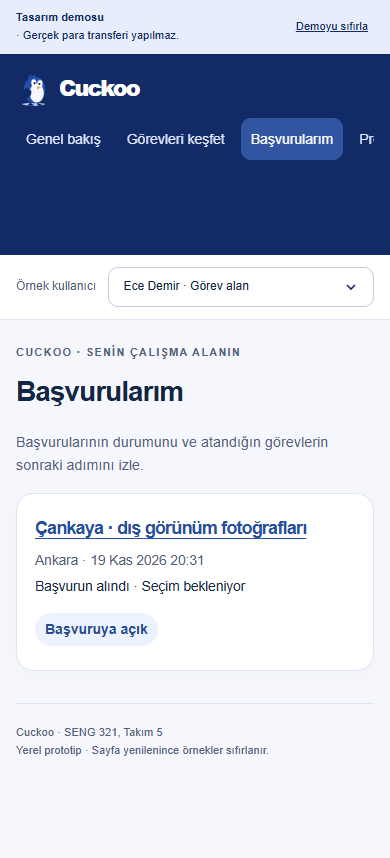 Tasarım demosu
· Gerçek para transferi yapılmaz.
Demoyu sıfırla
Cuckoo
Genel bakış
Görevleri keşfet
Başvurularım
Örnek kullanıcı
Ece Demir · Görev alan
CUCKOO · SENİN ÇALIŞMA ALANIN
Başvurularım
Başvurularının durumunu ve atandığın görevlerin
sonraki adımını izle.
Çankaya · dış görünüm fotoğrafları
Ankara · 19 Kas 2026 20:31
Başvurun alındı · Seçim bekleniyor
Başvuruya açık
Cuckoo · SENG 321, Takım 5
Yerel prototip · Sayfa yenilenince örnekler sıfırlanır.